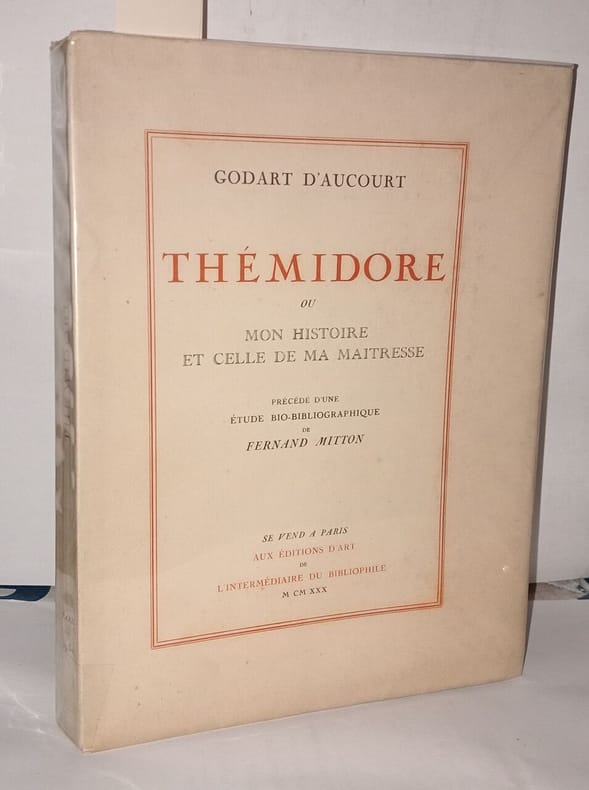 GODART D'AUCOURT
THÉMIDORE
OU
MON HISTOIRE
ET CELLE DE MA MAITRESSE
PRÉCÉDÉ D'UNE
ÉTUDE BIO-BIBLIOGRAPHIQUE
DE
FERNAND MITTON
SE VEND A PARIS
AUX ÉDITIONS D'ART
DE
L'INTERMÉDIAIRE DU BIBLIOPHILE
M CM XXX